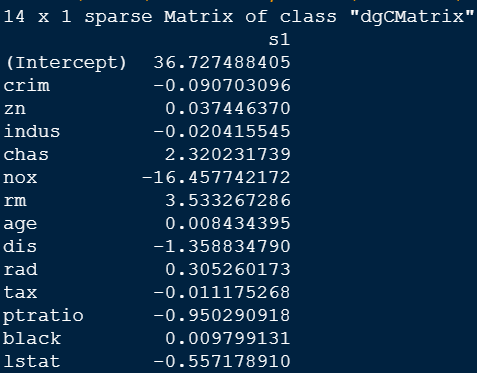 14 x 1 sparse Matrix of class "dgCMatrix"
s1
(Intercept) 36.727488405
crim -0.090703096
zn 0.037446370
indus -0.020415545
chas 2.320231739
nox -16.457742172
rm 3.533267286
age 0.008434395
dis -1.358834790
rad 0.305260173
tax -0.011175268
ptratio -0.950290918
black 0.009799131
lstat -0.557178910